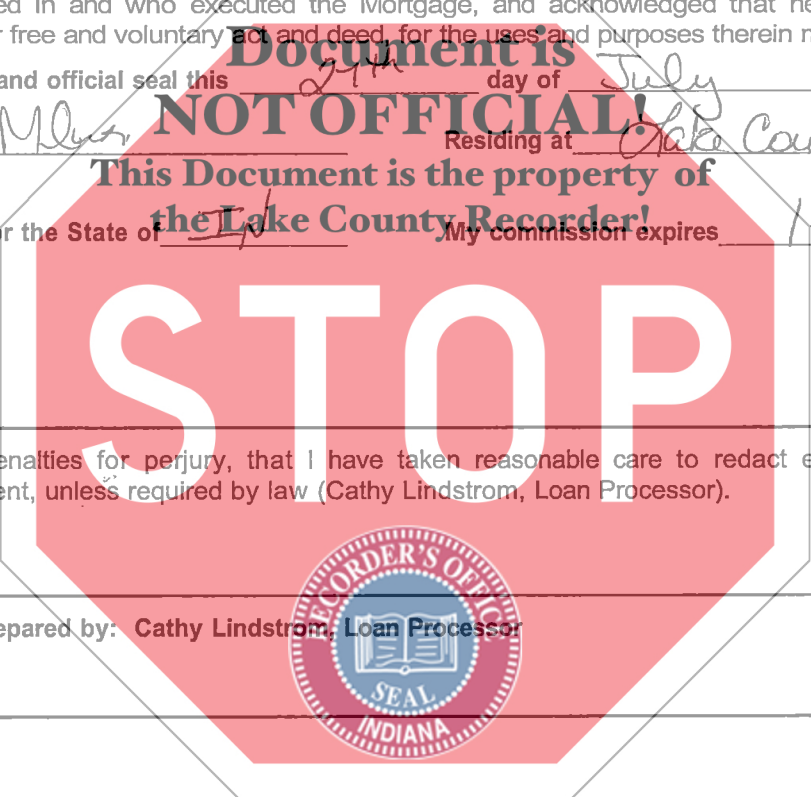 ed in and who executed the Mortgage, and acknowledged that he
r free and voluntary act and deed, for the uses and purposes therein
Document is
and official seal this 27th day of July
NOT OFFICIAL!
Residing at Lake Cou
This Document is the property of
the Lake County Recorder!
or the State of IN My commission expires
STOP
enalties for perjury, that I have taken reasonable care to redact e
ent, unless required by law (Cathy Lindstrom, Loan Processor).
RECORDER'S OFFICE
epared by: Cathy Lindstrom, Loan Processor
SEAL
INDIANA